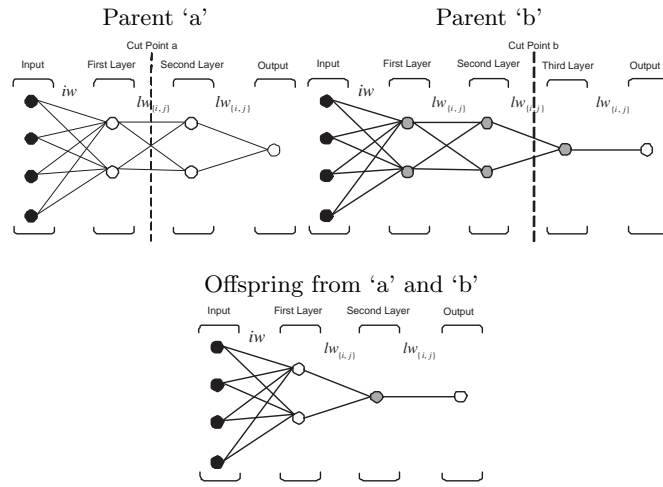 Parent ‘a’
Cut Point a
Input First Layer Second Layer Output
iw lw{i, j} lw{i, j}
Parent ‘b’
Cut Point b
Input First Layer Second Layer Third Layer Output
iw lw{i, j} lw{i, j} lw{i, j}
Offspring from ‘a’ and ‘b’
Input First Layer Second Layer Output
iw lw{i, j} lw{i, j}